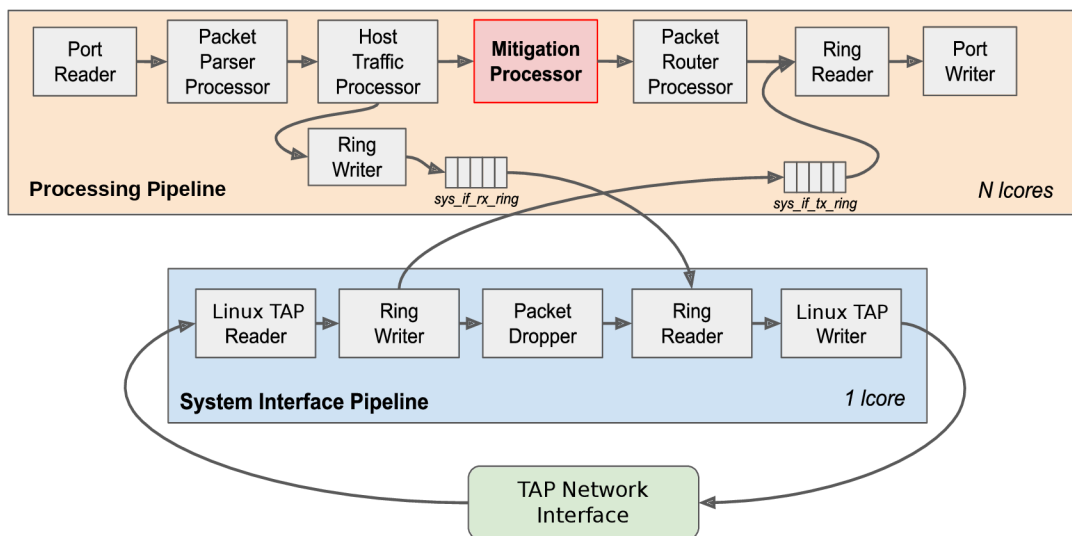 Port
Reader
Packet
Parser
Processor
Host
Traffic
Processor
Mitigation
Processor
Packet
Router
Processor
Ring
Reader
Port
Writer
Ring
Writer
sys_if_rx_ring
sys_if_tx_ring
Processing Pipeline
N lcores
Linux TAP
Reader
Ring
Writer
Packet
Dropper
Ring
Reader
Linux TAP
Writer
System Interface Pipeline
1 lcore
TAP Network
Interface